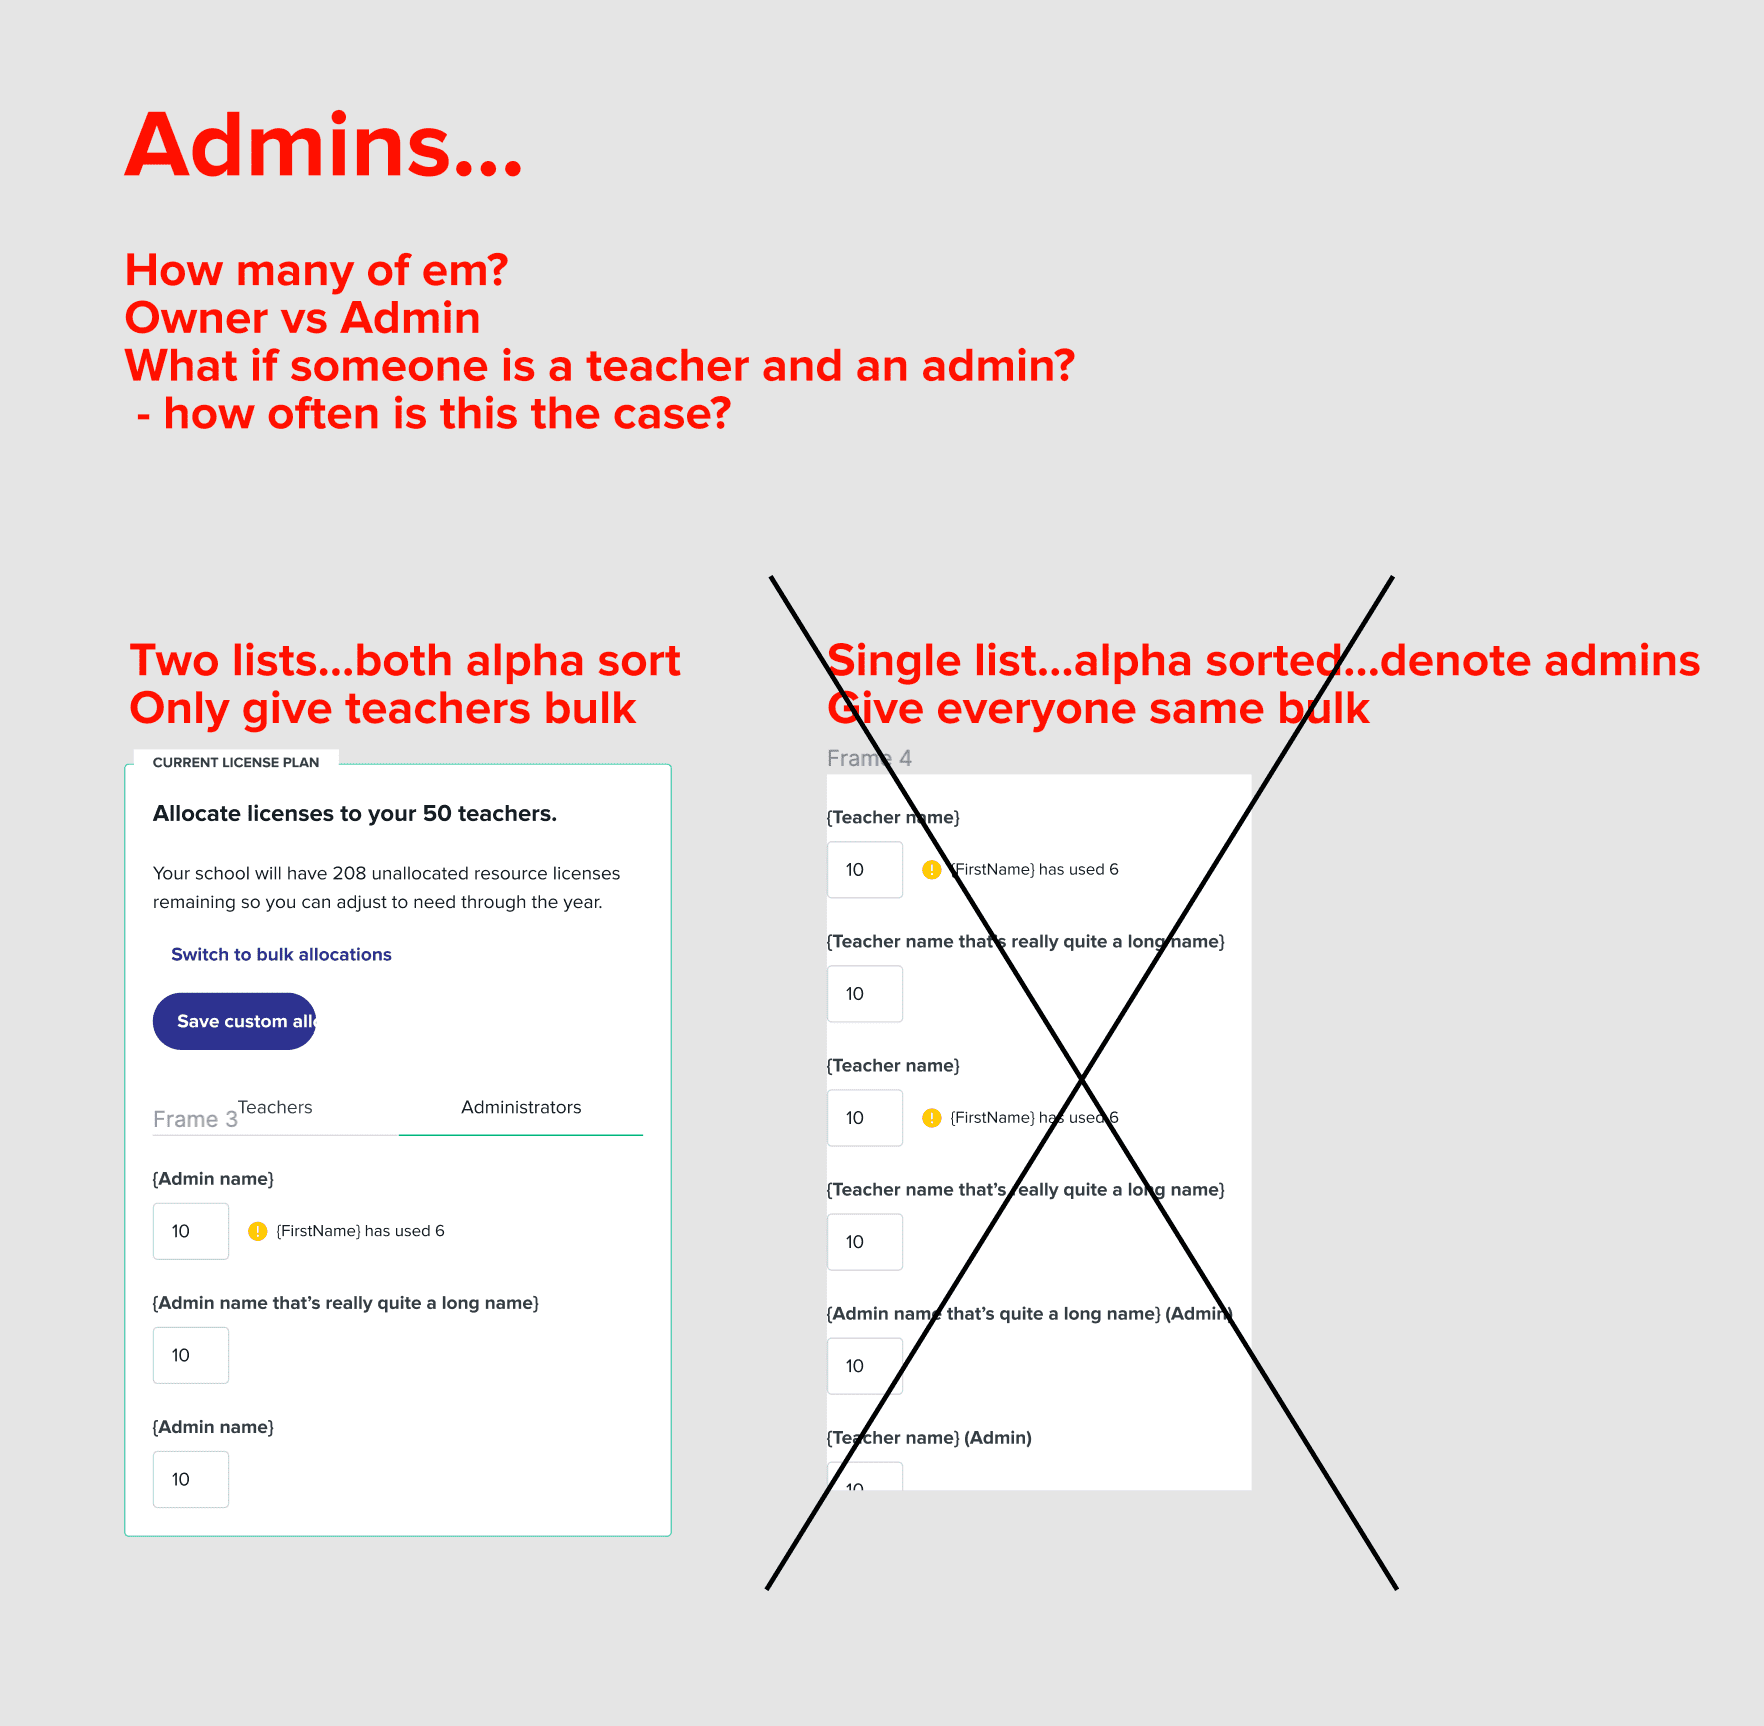 Admins...
How many of em?
Owner vs Admin
What if someone is a teacher and an admin?
- how often is this the case?
Two lists...both alpha sort
Only give teachers bulk
CURRENT LICENSE PLAN
Allocate licenses to your 50 teachers.
Your school will have 208 unallocated resource licenses
remaining so you can adjust to need through the year.
Switch to bulk allocations
Save custom allo
Frame 3
Teachers
Administrators
{Admin name}
10
{FirstName} has used 6
{Admin name that's really quite a long name}
10
{Admin name}
10
Single list...alpha sorted...denote admins
Give everyone same bulk
Frame 4
{Teacher name}
10
{FirstName} has used 6
{Teacher name that's really quite a long name}
10
{Teacher name}
10
{FirstName} has used 6
{Teacher name that's really quite a long name}
10
{Admin name that's quite a long name} (Admin)
10
{Teacher name} (Admin)
10